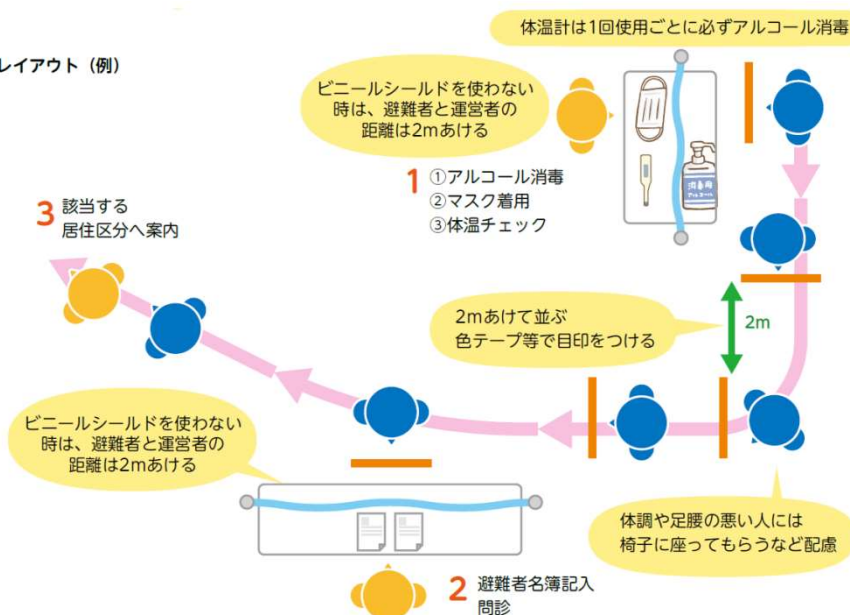 レイアウト（例）
体温計は1回使用ごとに必ずアルコール消毒
ビニールシールドを使わない
時は、避難者と運営者の
距離は2mあける
1 ①アルコール消毒
②マスク着用
③体温チェック
消毒用
アルコール
3 該当する
居住区分へ案内
2mあけて並ぶ
色テープ等で目印をつける
2m
ビニールシールドを使わない
時は、避難者と運営者の
距離は2mあける
体調や足腰の悪い人には
椅子に座ってもらうなど配慮
2 避難者名簿記入
問診